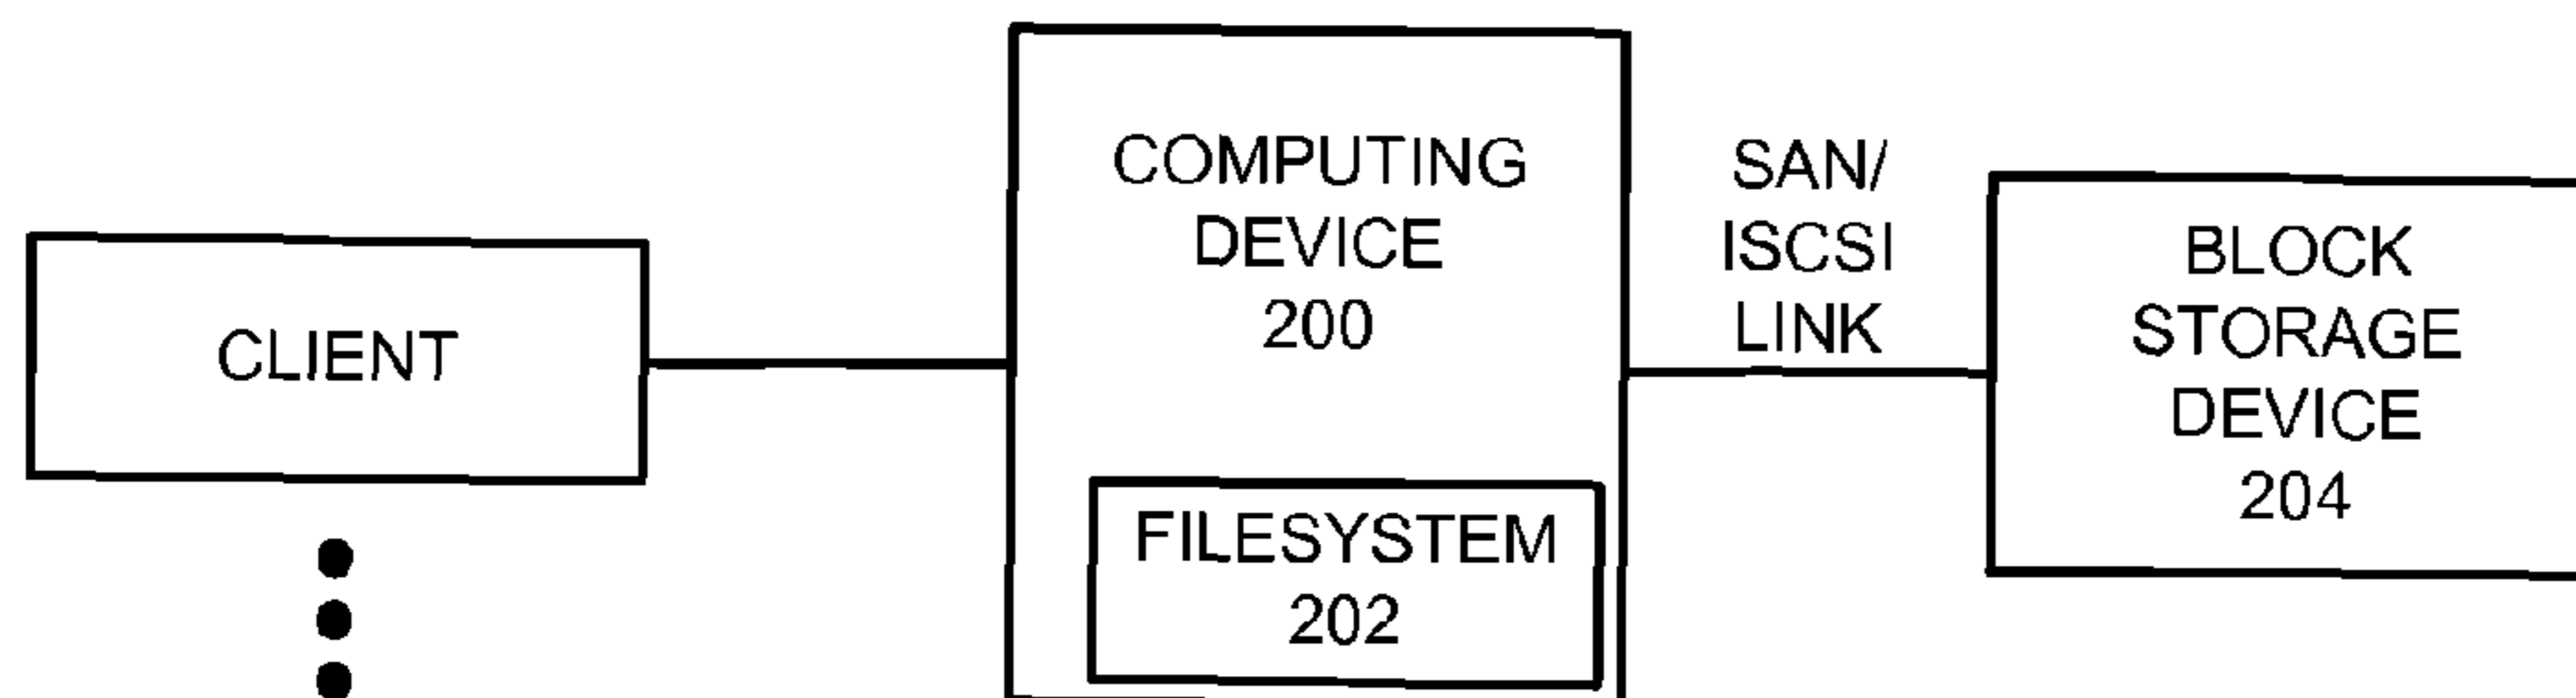 CLIENT
COMPUTING
DEVICE
200
FILESYSTEM
202
SAN/
ISCSI
LINK
BLOCK
STORAGE
DEVICE
204